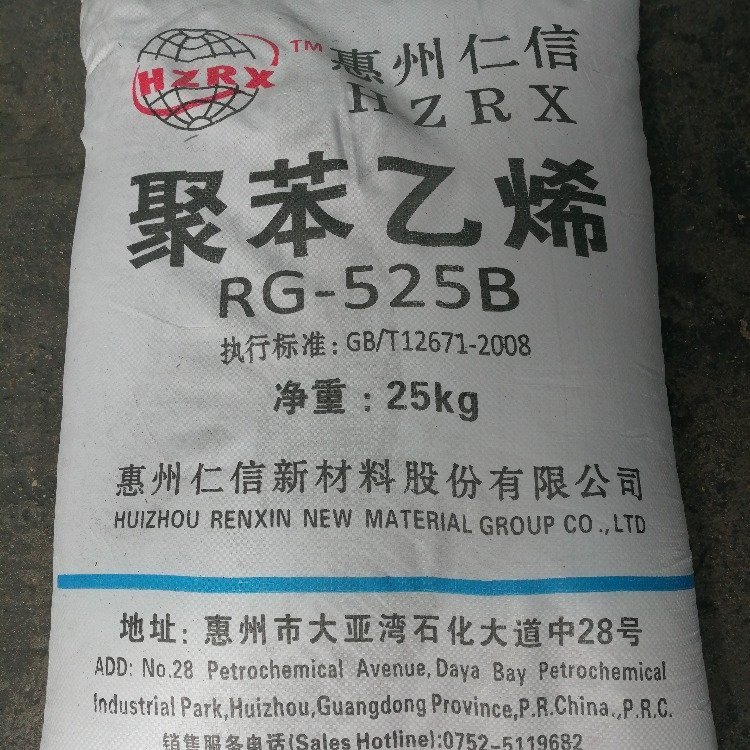 HZRX TM 惠州仁信
HZRX
聚苯乙烯
RG-525B
执行标准: GB/T12671-2008
净重: 25kg
惠州仁信新材料股份有限公司
HUIZHOU RENXIN NEW MATERIAL GROUP CO.,LTD
地址: 惠州市大亚湾石化大道中28号
ADD: No.28 Petrochemical Avenue,Daya Bay Petrochemical
Industrial Park,Huizhou,Guangdong Province,P.R.China.,P.R.C.
销售服务电话(Sales Hotline):0752-5119682